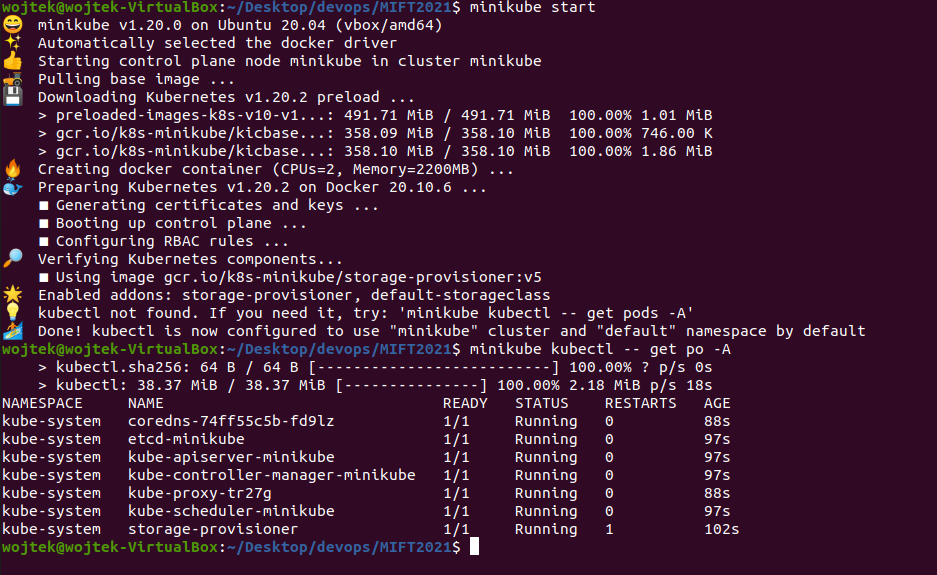 wojtek@wojtek-VirtualBox:~/Desktop/devops/MIFT2021$ minikube start
😄 minikube v1.20.0 on Ubuntu 20.04 (vbox/amd64)
✨ Automatically selected the docker driver
👍 Starting control plane node minikube in cluster minikube
🚜 Pulling base image ...
💾 Downloading Kubernetes v1.20.2 preload ...
    > preloaded-images-k8s-v10-v1...: 491.71 MiB / 491.71 MiB  100.00% 1.01 MiB
    > gcr.io/k8s-minikube/kicbase...: 358.09 MiB / 358.10 MiB  100.00% 746.00 K
    > gcr.io/k8s-minikube/kicbase...: 358.10 MiB / 358.10 MiB  100.00% 1.86 MiB
🔥 Creating docker container (CPUs=2, Memory=2200MB) ...
🐳 Preparing Kubernetes v1.20.2 on Docker 20.10.6 ...
    ▪ Generating certificates and keys ...
    ▪ Booting up control plane ...
    ▪ Configuring RBAC rules ...
🔎 Verifying Kubernetes components...
    ▪ Using image gcr.io/k8s-minikube/storage-provisioner:v5
🌟 Enabled addons: storage-provisioner, default-storageclass
💡 kubectl not found. If you need it, try: 'minikube kubectl -- get pods -A'
🏄 Done! kubectl is now configured to use "minikube" cluster and "default" namespace by default
wojtek@wojtek-VirtualBox:~/Desktop/devops/MIFT2021$ minikube kubectl -- get po -A
    > kubectl.sha256: 64 B / 64 B [--------------------------] 100.00% ? p/s 0s
    > kubectl: 38.37 MiB / 38.37 MiB [---------------] 100.00% 2.18 MiB p/s 18s
NAMESPACE     NAME                               READY   STATUS    RESTARTS   AGE
kube-system   coredns-74ff55c5b-fd9lz            1/1     Running   0          88s
kube-system   etcd-minikube                      1/1     Running   0          97s
kube-system   kube-apiserver-minikube            1/1     Running   0          97s
kube-system   kube-controller-manager-minikube   1/1     Running   0          97s
kube-system   kube-proxy-tr27g                   1/1     Running   0          88s
kube-system   kube-scheduler-minikube            1/1     Running   0          97s
kube-system   storage-provisioner                1/1     Running   1          102s
wojtek@wojtek-VirtualBox:~/Desktop/devops/MIFT2021$